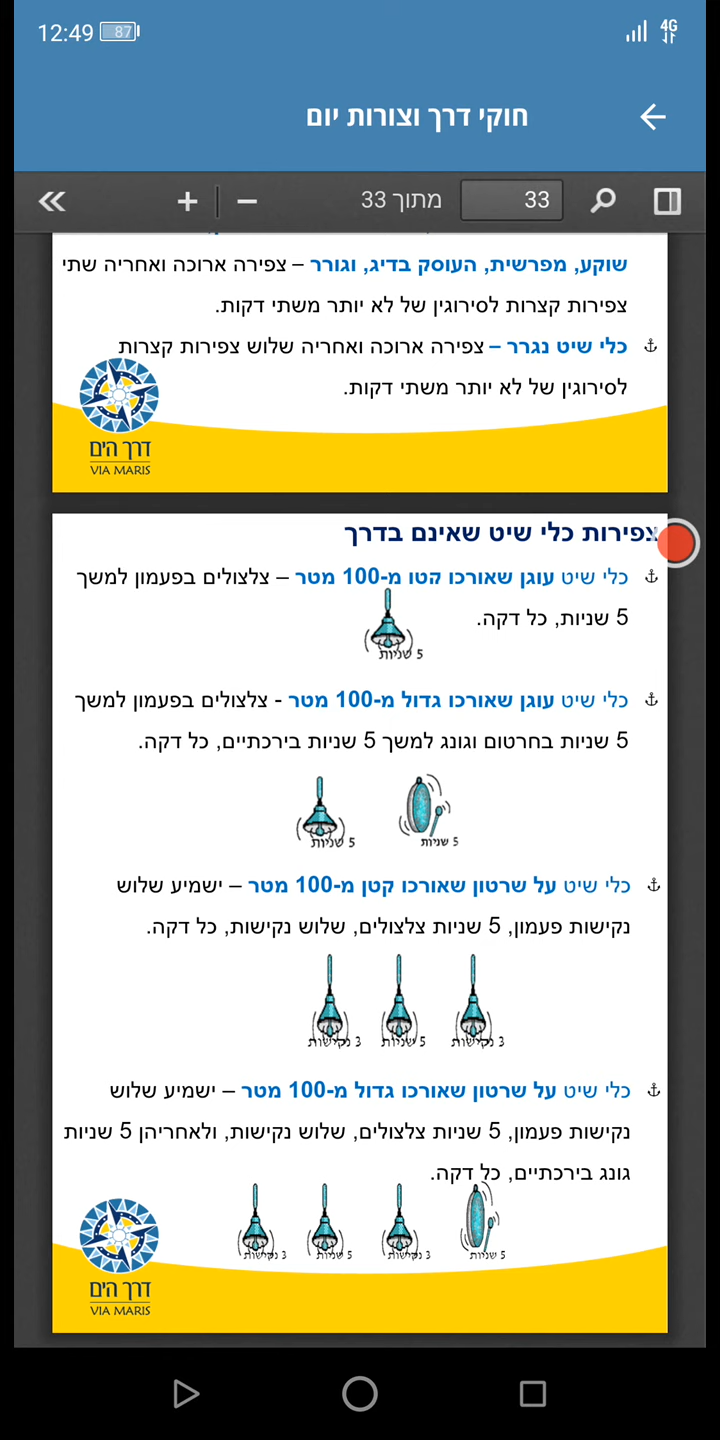 12:49 87 4G
חוקי דרך וצורות יום
33 מתוך 33
שוקע, מפרשית, העוסק בדיג, וגורר – צפירה ארוכה ואחריה שתי
צפירות קצרות לסירוגין של לא יותר משתי דקות.
כלי שיט נגרר – צפירה ארוכה ואחריה שלוש צפירות קצרות
לסירוגין של לא יותר משתי דקות.
דרך הים
VIA MARIS
צפירות כלי שיט שאינם בדרך
כלי שיט עוגן שאורכו קטו מ-100 מטר – צלצולים בפעמון למשך
5 שניות, כל דקה.
5 שניות
כלי שיט עוגן שאורכו גדול מ-100 מטר - צלצולים בפעמון למשך
5 שניות בחרטום וגונג למשך 5 שניות בירכתיים, כל דקה.
5 שניות 5 שניות
כלי שיט על שרטון שאורכו קטן מ-100 מטר – ישמיע שלוש
נקישות פעמון, 5 שניות צלצולים, שלוש נקישות, כל דקה.
3 נקישות 5 שניות 3 נקישות
כלי שיט על שרטון שאורכו גדול מ-100 מטר – ישמיע שלוש
נקישות פעמון, 5 שניות צלצולים, שלוש נקישות, ולאחריהן 5 שניות
גונג בירכתיים, כל דקה.
5 שניות 3 נקישות 5 שניות 3 נקישות
דרך הים
VIA MARIS